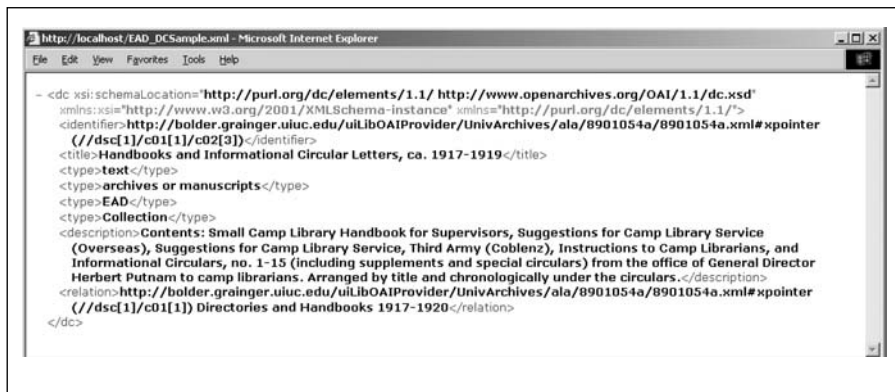 http://localhost/EAD_DCSample.xml - Microsoft Internet Explorer
File Edit View Favorites Tools Help
- <dc xsi:schemaLocation="http://purl.org/dc/elements/1.1/ http://www.openarchives.org/OAI/1.1/dc.xsd"
xmlns:xsi="http://www.w3.org/2001/XMLSchema-instance" xmlns="http://purl.org/dc/elements/1.1/">
<identifier>http://bolder.grainger.uiuc.edu/uiLibOAIProvider/UnivArchives/ala/8901054a/8901054a.xml#xpointer
(//dsc[1]/c01[1]/c02[3])</identifier>
<title>Handbooks and Informational Circular Letters, ca. 1917-1919</title>
<type>text</type>
<type>archives or manuscripts</type>
<type>EAD</type>
<type>Collection</type>
<description>Contents: Small Camp Library Handbook for Supervisors, Suggestions for Camp Library Service
(Overseas), Suggestions for Camp Library Service, Third Army (Coblenz), Instructions to Camp Librarians, and
Informational Circulars, no. 1-15 (including supplements and special circulars) from the office of General Director
Herbert Putnam to camp librarians. Arranged by title and chronologically under the circulars.</description>
<relation>http://bolder.grainger.uiuc.edu/uiLibOAIProvider/UnivArchives/ala/8901054a/8901054a.xml#xpointer
(//dsc[1]/c01[1]) Directories and Handbooks 1917-1920</relation>
</dc>